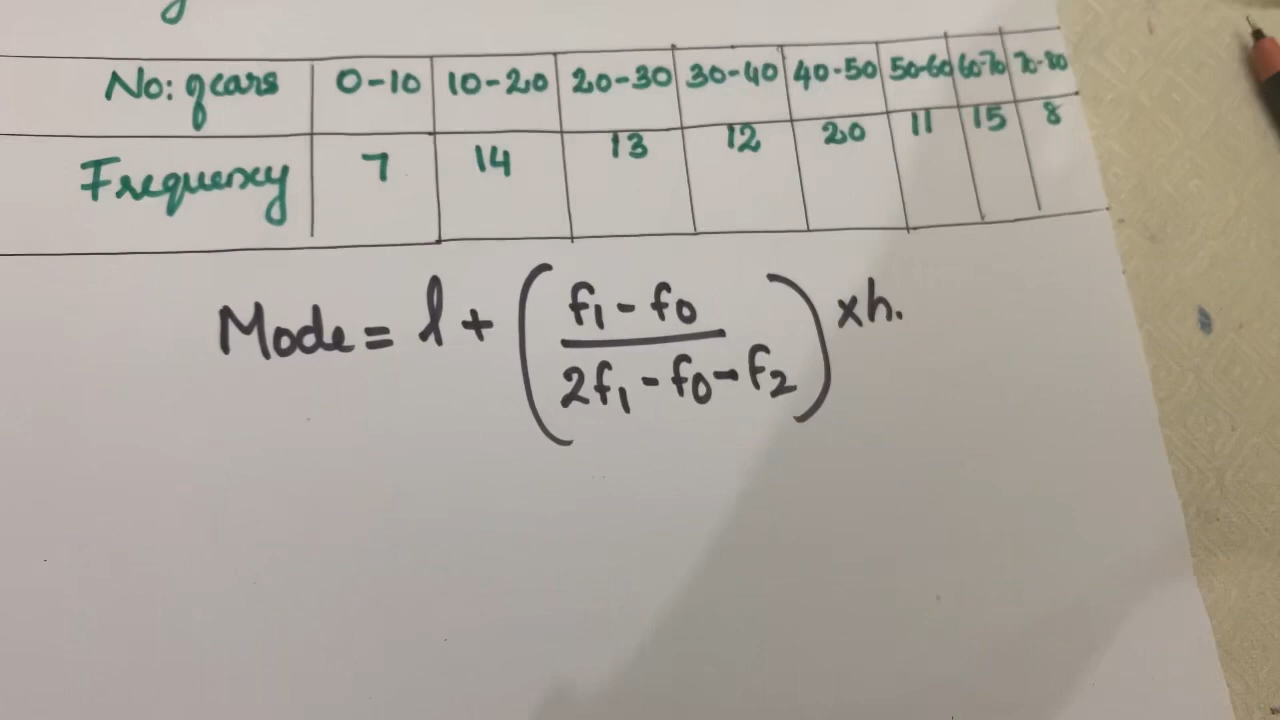 No: of cars 0-10 10-20 20-30 30-40 40-50 50-60 60-70 70-80
Frequency 7 14 13 12 20 11 15 8
Mode = l + ( f₁ - f₀ / 2f₁ - f₀ - f₂ ) × h.